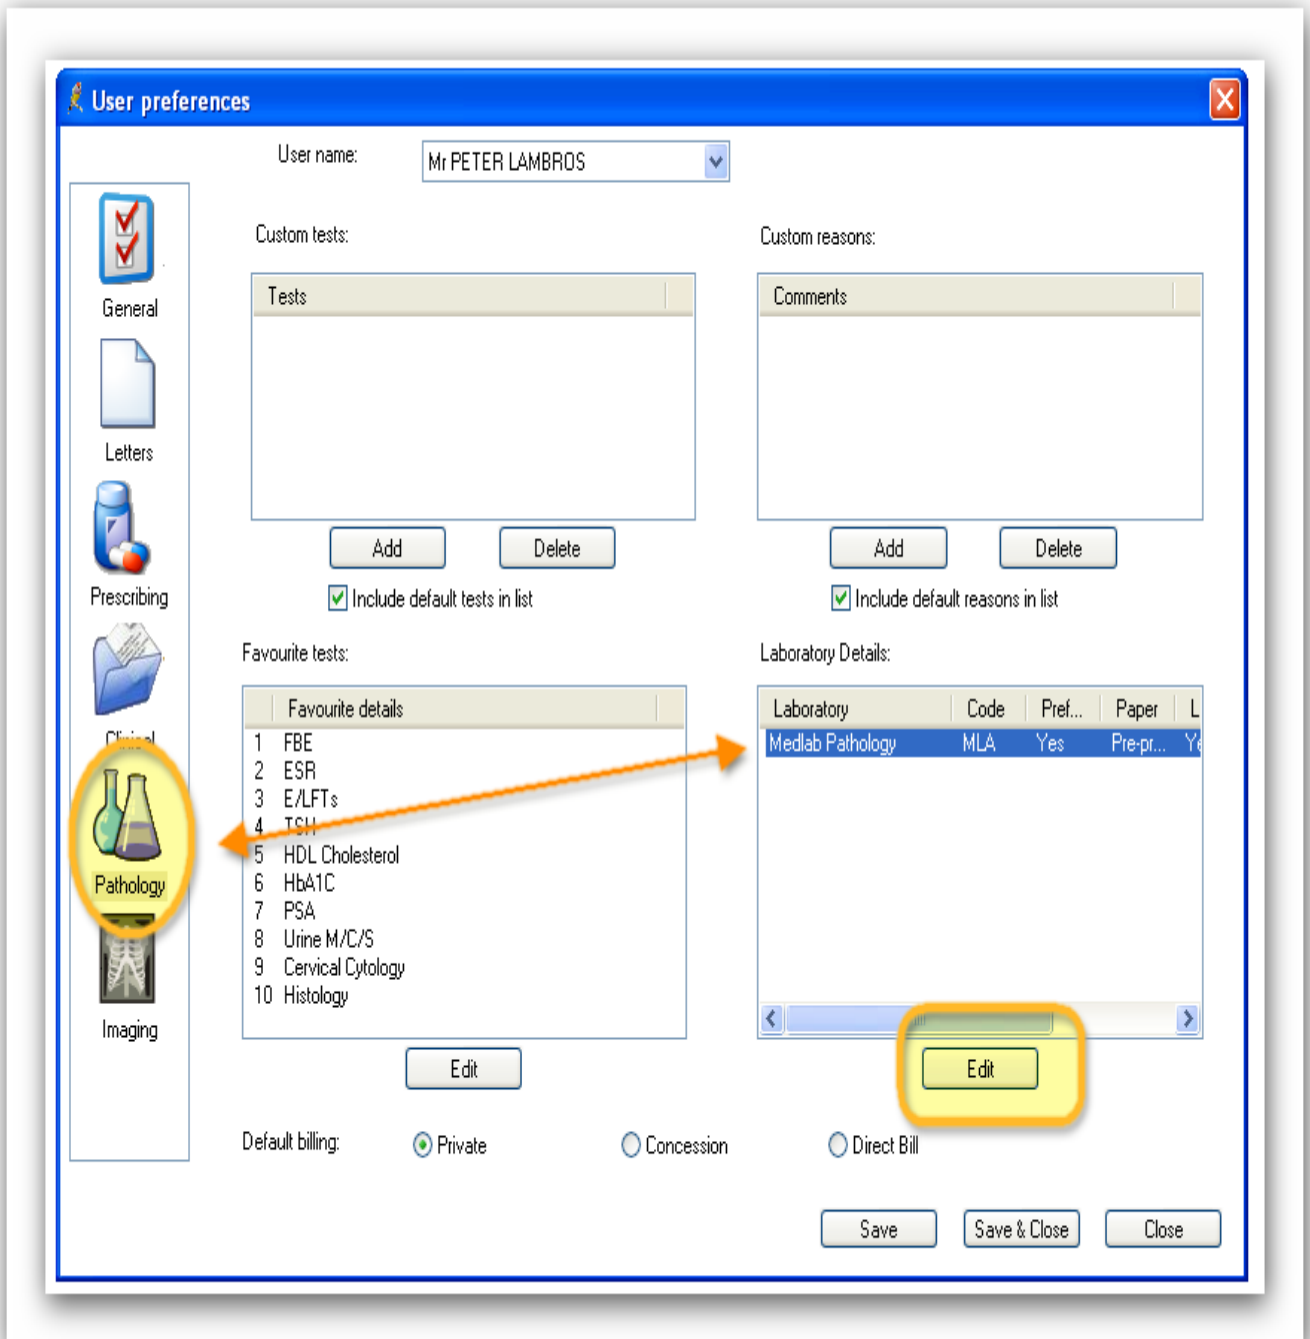 User preferences
User name: Mr PETER LAMBROS
General
Letters
Prescribing
Clinical
Pathology
Imaging
Custom tests:
Tests
Add Delete
Include default tests in list
Custom reasons:
Comments
Add Delete
Include default reasons in list
Favourite tests:
Favourite details
1 FBE
2 ESR
3 E/LFTs
4 TSH
5 HDL Cholesterol
6 HbA1C
7 PSA
8 Urine M/C/S
9 Cervical Cytology
10 Histology
Edit
Laboratory Details:
Laboratory Code Pref... Paper L
Medlab Pathology MLA Yes Pre-pr... Ye
Edit
Default billing: Private Concession Direct Bill
Save Save & Close Close